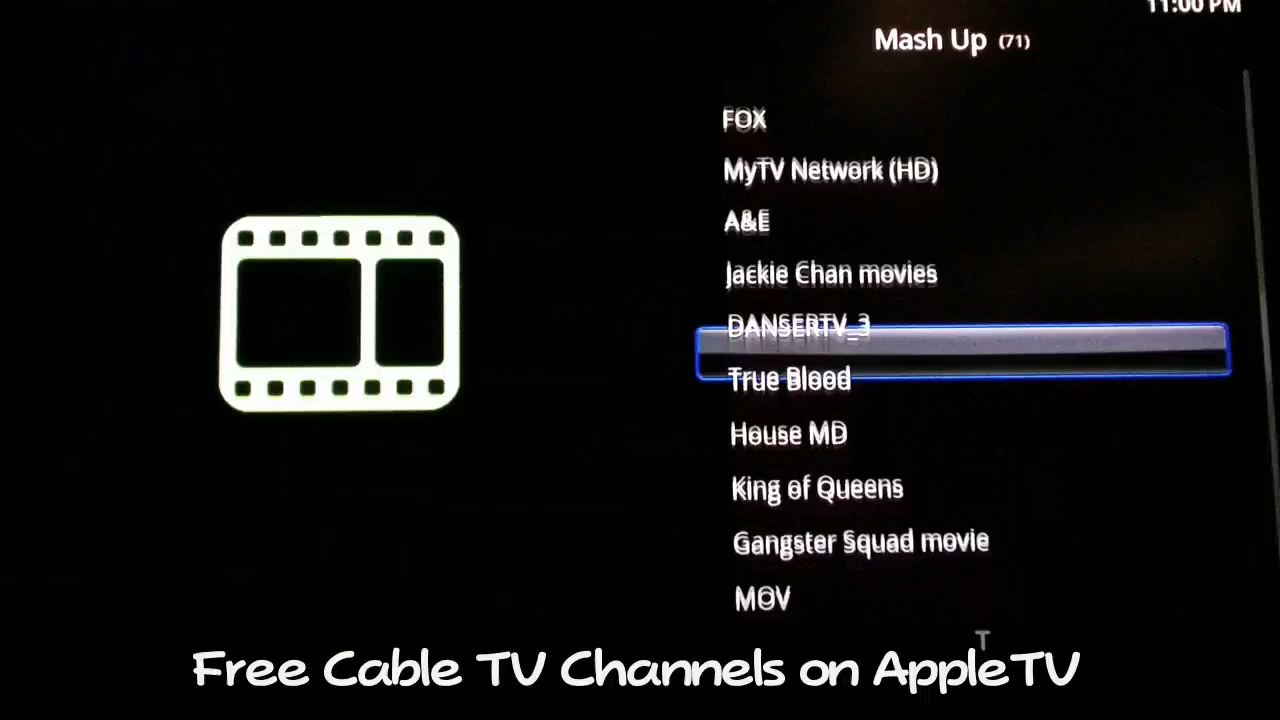 11:00 PM
Mash Up (71)
FOX
MyTV Network (HD)
A&E
Jackie Chan movies
DANSERTV_3
True Blood
House MD
King of Queens
Gangster Squad movie
MOV
T
Free Cable TV Channels on AppleTV